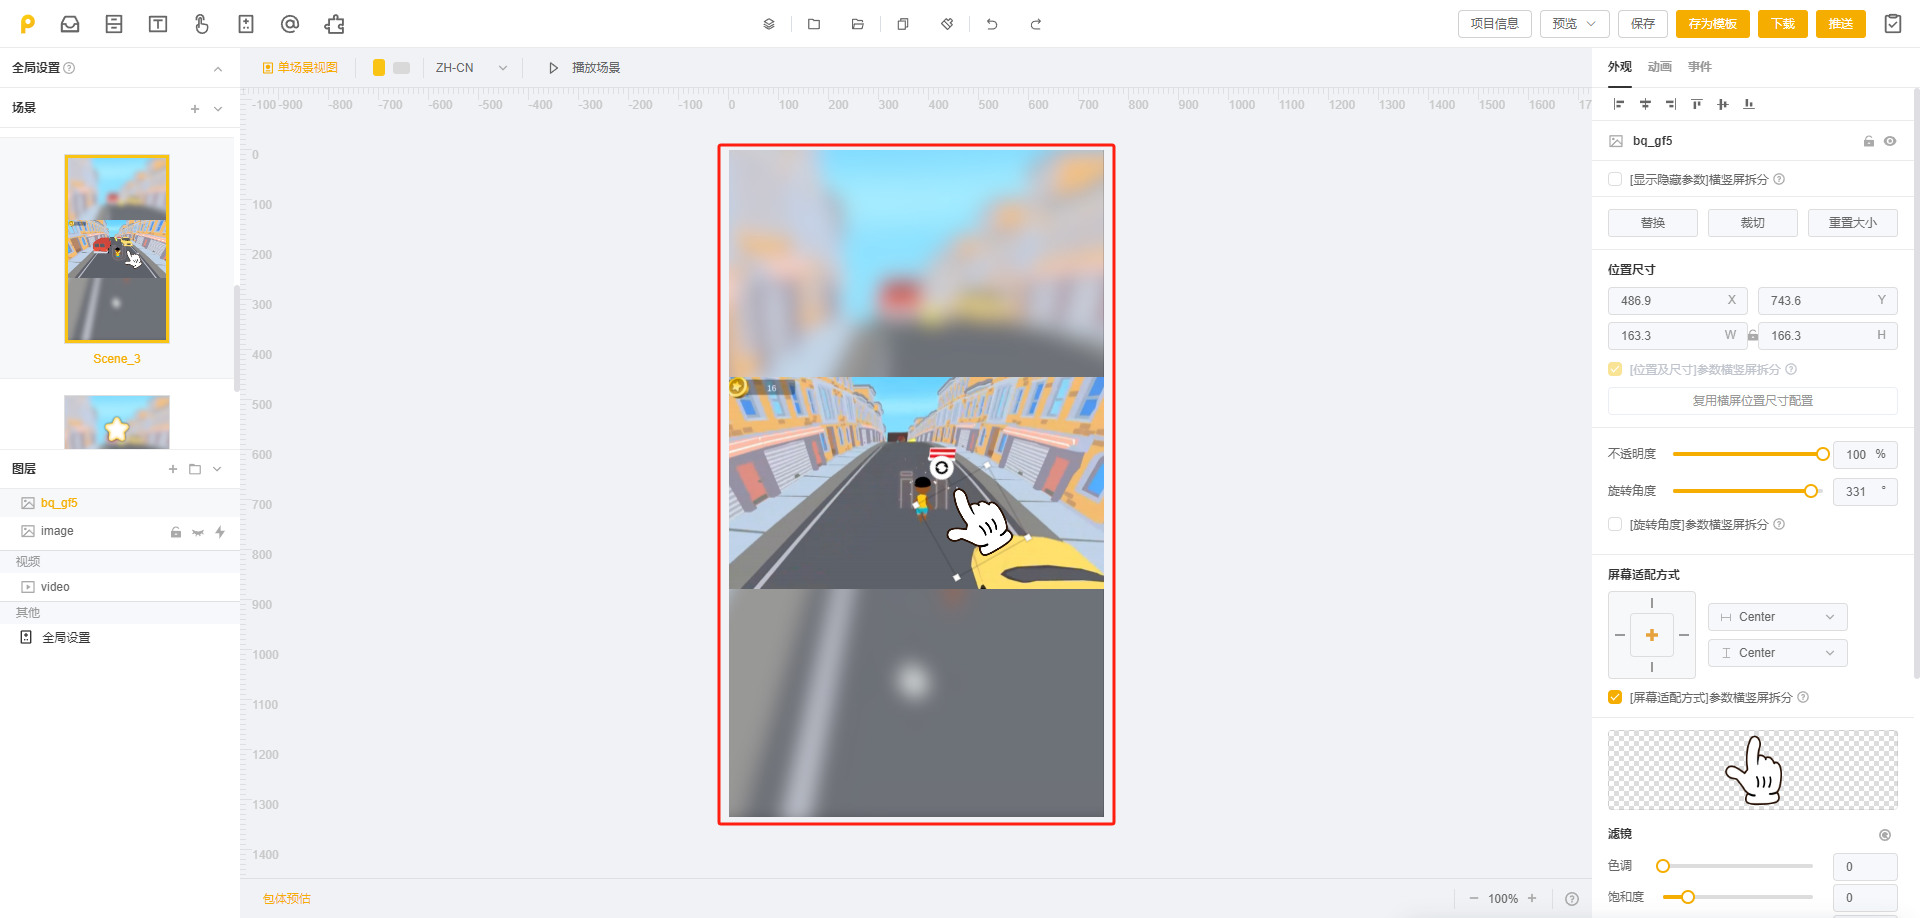 项目信息
预览
保存
存为模板
下载
推送
全局设置
单场景视图
ZH-CN
播放场景
外观 动画 事件
场景
-100 -900 -800 -700 -600 -500 -400 -300 -200 -100 0 100 200 300 400 500 600 700 800 900 1000 1100 1200 1300 1400 1500 1600 17
bq_gf5
0
100
200
300
400
500
600
700
800
900
1000
1100
1200
1300
1400
[显示隐藏参数]横竖屏拆分
替换 裁切 重置大小
位置尺寸
486.9 X 743.6 Y
163.3 W 166.3 H
[位置及尺寸]参数横竖屏拆分
复用横屏位置尺寸配置
Scene_3
16
图层
bq_gf5
image
视频
video
其他
全局设置
不透明度 100 %
旋转角度 331 °
[旋转角度]参数横竖屏拆分
屏幕适配方式
Center
Center
[屏幕适配方式]参数横竖屏拆分
滤镜
色调 0
饱和度 0
包体预估
100%